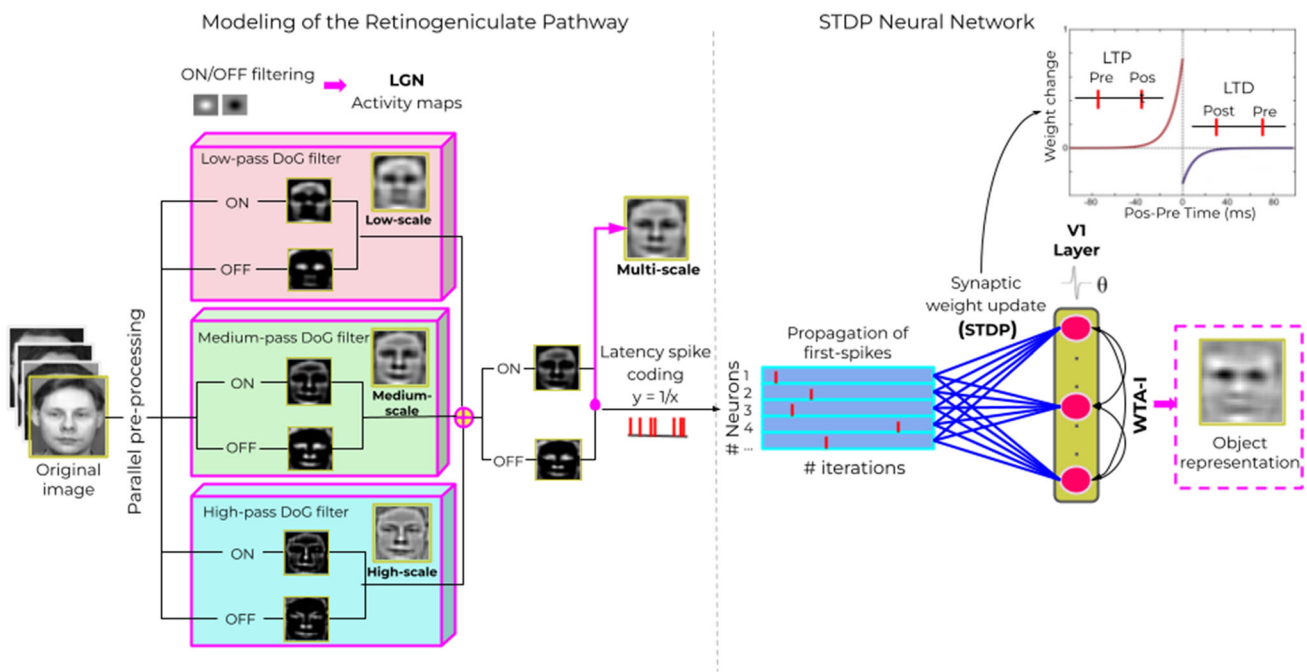 Modeling of the Retinogeniculate Pathway
ON/OFF filtering
LGN
Activity maps
Low-pass DoG filter
ON
OFF
Low-scale
Medium-pass DoG filter
ON
OFF
Medium-
scale
High-pass DoG filter
ON
OFF
High-scale
Original
image
Parallel pre-processing
ON
OFF
Multi-scale
Latency spike
coding
y = 1/x
STDP Neural Network
Weight change
1
0
LTP
Pre Pos
t
LTD
Post Pre
-80 -40 0 40 80
Pos-Pre Time (ms)
Synaptic
weight update
(STDP)
V1
Layer
θ
Propagation of
first-spikes
# Neurons
1
2
3
4
...
# iterations
WTA-I
Object
representation